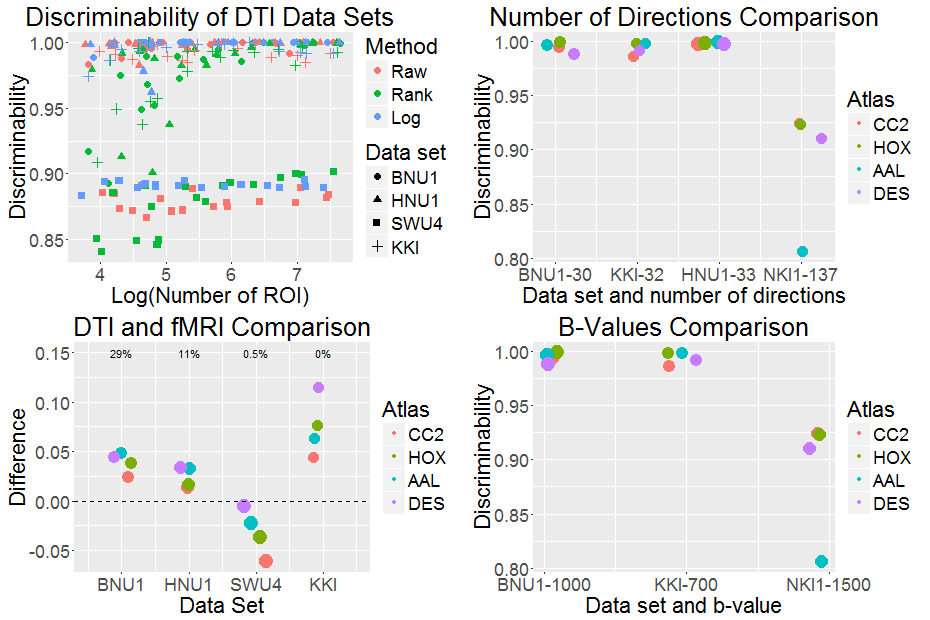 Discriminability of DTI Data Sets
Discriminability
1.00
0.95
0.90
0.85
4 5 6 7
Log(Number of ROI)
Method
Raw
Rank
Log
Data set
BNU1
HNU1
SWU4
KKI
Number of Directions Comparison
Discriminability
1.00
0.95
0.90
0.85
0.80
BNU1-30 KKI-32 HNU1-33 NKI1-137
Data set and number of directions
Atlas
CC2
HOX
AAL
DES
DTI and fMRI Comparison
Difference
0.15
0.10
0.05
0.00
-0.05
29% 11% 0.5% 0%
BNU1 HNU1 SWU4 KKI
Data Set
Atlas
CC2
HOX
AAL
DES
B-Values Comparison
Discriminability
1.00
0.95
0.90
0.85
0.80
BNU1-1000 KKI-700 NKI1-1500
Data set and b-value
Atlas
CC2
HOX
AAL
DES